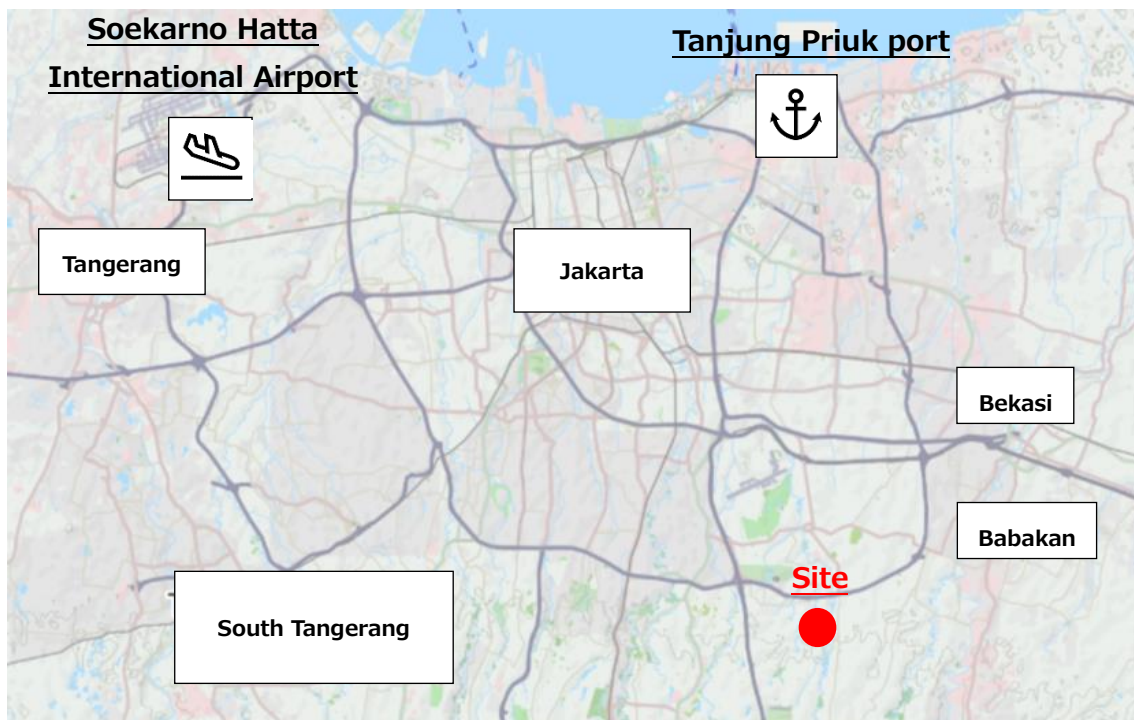 Soekarno Hatta
International Airport
Tanjung Priuk port
Tangerang
Jakarta
Bekasi
Babakan
Site
South Tangerang